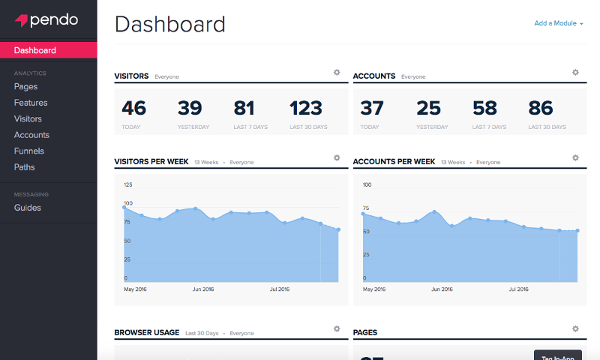 pendo
Dashboard
ANALYTICS
Pages
Features
Visitors
Accounts
Funnels
Paths
MESSAGING
Guides
Dashboard
Add a Module
VISITORS Everyone
46 39 81 123
TODAY YESTERDAY LAST 7 DAYS LAST 30 DAYS
ACCOUNTS Everyone
37 25 58 86
TODAY YESTERDAY LAST 7 DAYS LAST 30 DAYS
VISITORS PER WEEK 13 Weeks • Everyone
125
100
75
50
25
0
May 2016 Jun 2016 Jul 2016
ACCOUNTS PER WEEK 13 Weeks • Everyone
100
75
50
25
0
May 2016 Jun 2016 Jul 2016
BROWSER USAGE Last 30 Days • Everyone
PAGES
Tag In-App